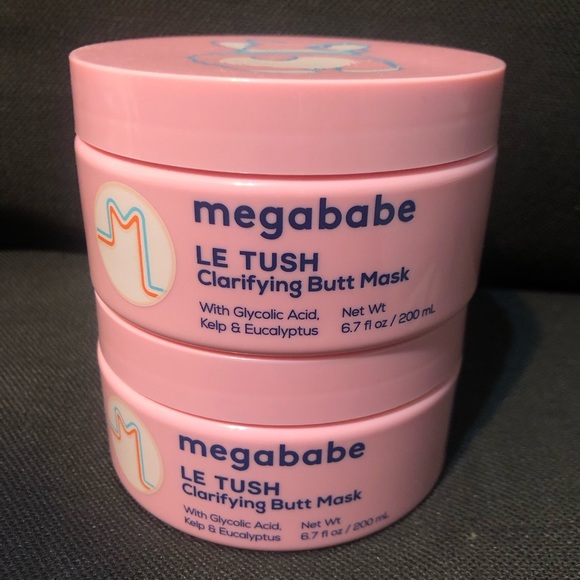 megababe
LE TUSH
Clarifying Butt Mask
With Glycolic Acid,
Kelp & Eucalyptus
Net Wt
6.7 fl oz / 200 mL
megababe
LE TUSH
Clarifying Butt Mask
With Glycolic Acid,
Kelp & Eucalyptus
Net Wt
6.7 fl oz / 200 mL